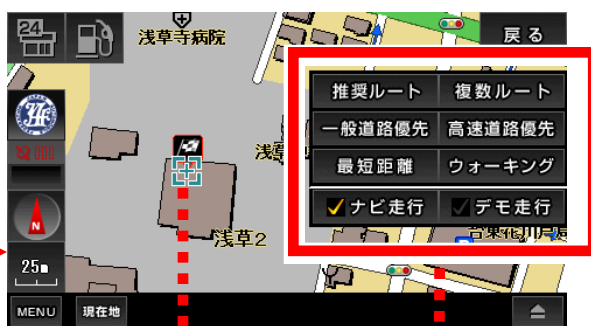 24
浅草寺病院
戻る
推奨ルート 複数ルート
一般道路優先 高速道路優先
浅草
最短距離 ウォーキング
ナビ走行 デモ走行
N
浅草2
25m
MENU 現在地